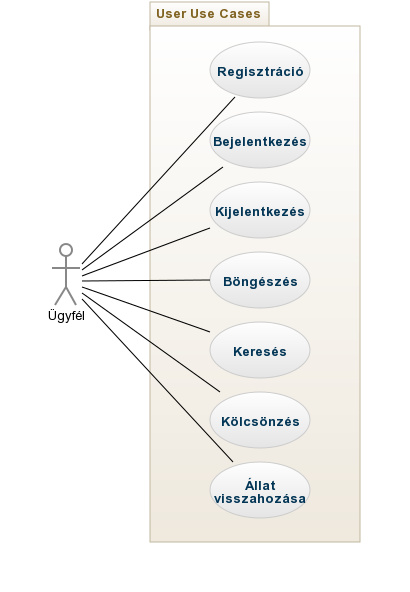 User Use Cases
Regisztráció
Bejelentkezés
Kijelentkezés
Böngészés
Ügyfél
Keresés
Kölcsönzés
Állat
visszahozása